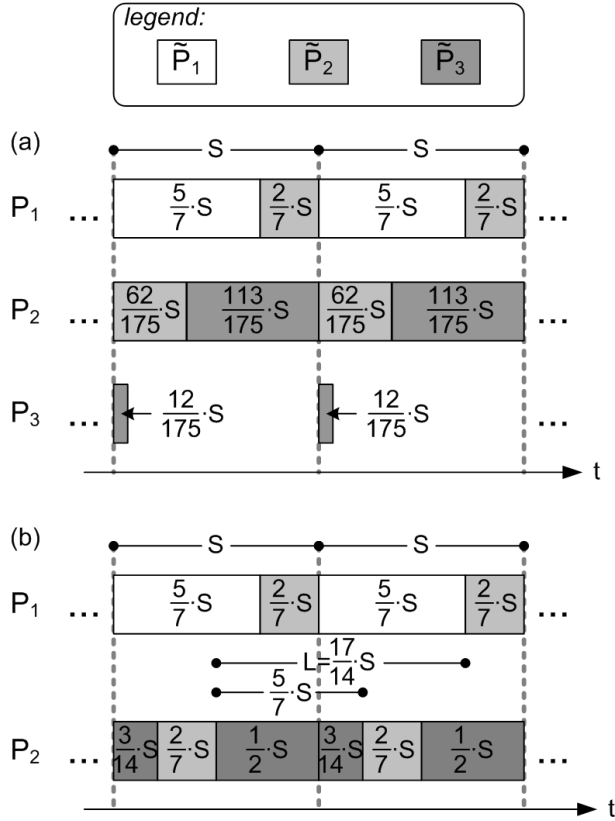 legend:
P̃₁ P̃₂ P̃₃
(a)
S S
P₁ ... 5/7·S 2/7·S 5/7·S 2/7·S ...
P₂ ... 62/175·S 113/175·S 62/175·S 113/175·S ...
P₃ ... 12/175·S 12/175·S ...
t
(b)
S S
P₁ ... 5/7·S 2/7·S 5/7·S 2/7·S ...
L=17/14·S
5/7·S
P₂ ... 3/14·S 2/7·S 1/2·S 3/14·S 2/7·S 1/2·S ...
t